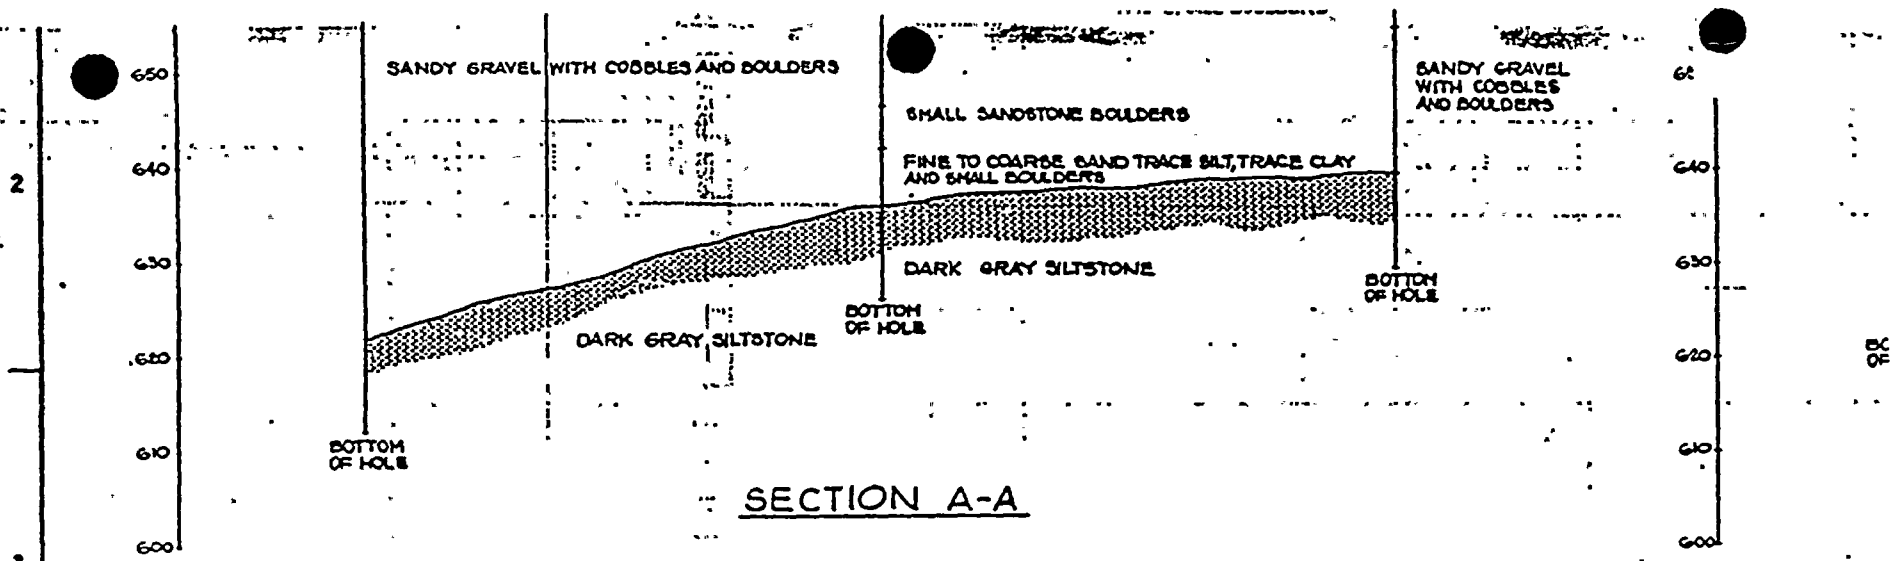 650
SANDY GRAVEL WITH COBBLES AND BOULDERS
SANDY GRAVEL
WITH COBBLES
AND BOULDERS
SMALL SANDSTONE BOULDERS
640
FINE TO COARSE SAND TRACE SILT, TRACE CLAY
AND SMALL BOULDERS
640
2
630
DARK GRAY SILTSTONE
630
BOTTOM
OF HOLE
BOTTOM
OF HOLE
620
DARK GRAY SILTSTONE
620
610
BOTTOM
OF HOLE
610
SECTION A-A
600
600